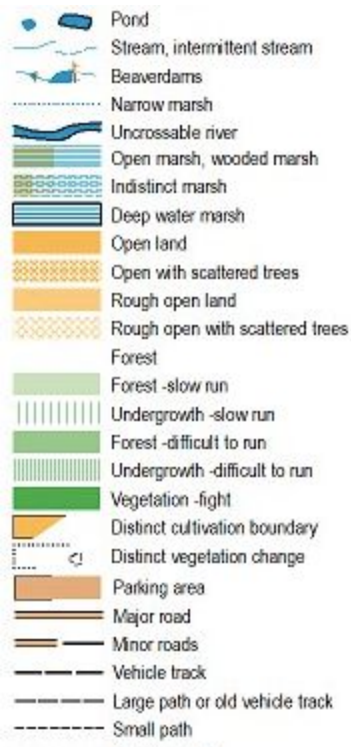 Pond
Stream, intermittent stream
Beaverdams
Narrow marsh
Uncrossable river
Open marsh, wooded marsh
Indistinct marsh
Deep water marsh
Open land
Open with scattered trees
Rough open land
Rough open with scattered trees
Forest
Forest -slow run
Undergrowth -slow run
Forest -difficult to run
Undergrowth -difficult to run
Vegetation -fight
Distinct cultivation boundary
Distinct vegetation change
Parking area
Major road
Minor roads
Vehicle track
Large path or old vehicle track
Small path